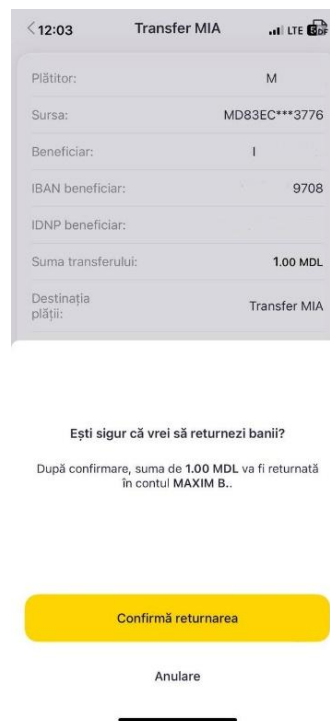 12:03 Transfer MIA LTE
Plătitor: M
Sursa: MD83EC***3776
Beneficiar: I
IBAN beneficiar: 9708
IDNP beneficiar:
Suma transferului: 1.00 MDL
Destinația
plății: Transfer MIA
Ești sigur că vrei să returnezi banii?
După confirmare, suma de 1.00 MDL va fi returnată
în contul MAXIM B..
Confirmă returnarea
Anulare